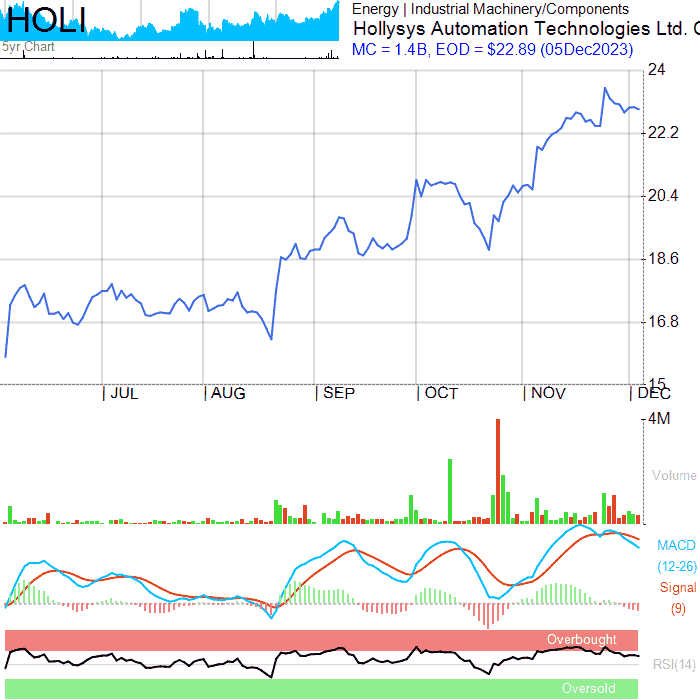 HOLI
5yr Chart
Energy | Industrial Machinery/Components
Hollysys Automation Technologies Ltd. C
MC = 1.4B, EOD = $22.89 (05Dec2023)
24
22.2
20.4
18.6
16.8
15
JUL
AUG
SEP
OCT
NOV
DEC
4M
Volume
MACD
(12-26)
Signal
(9)
Overbought
RSI(14)
Oversold